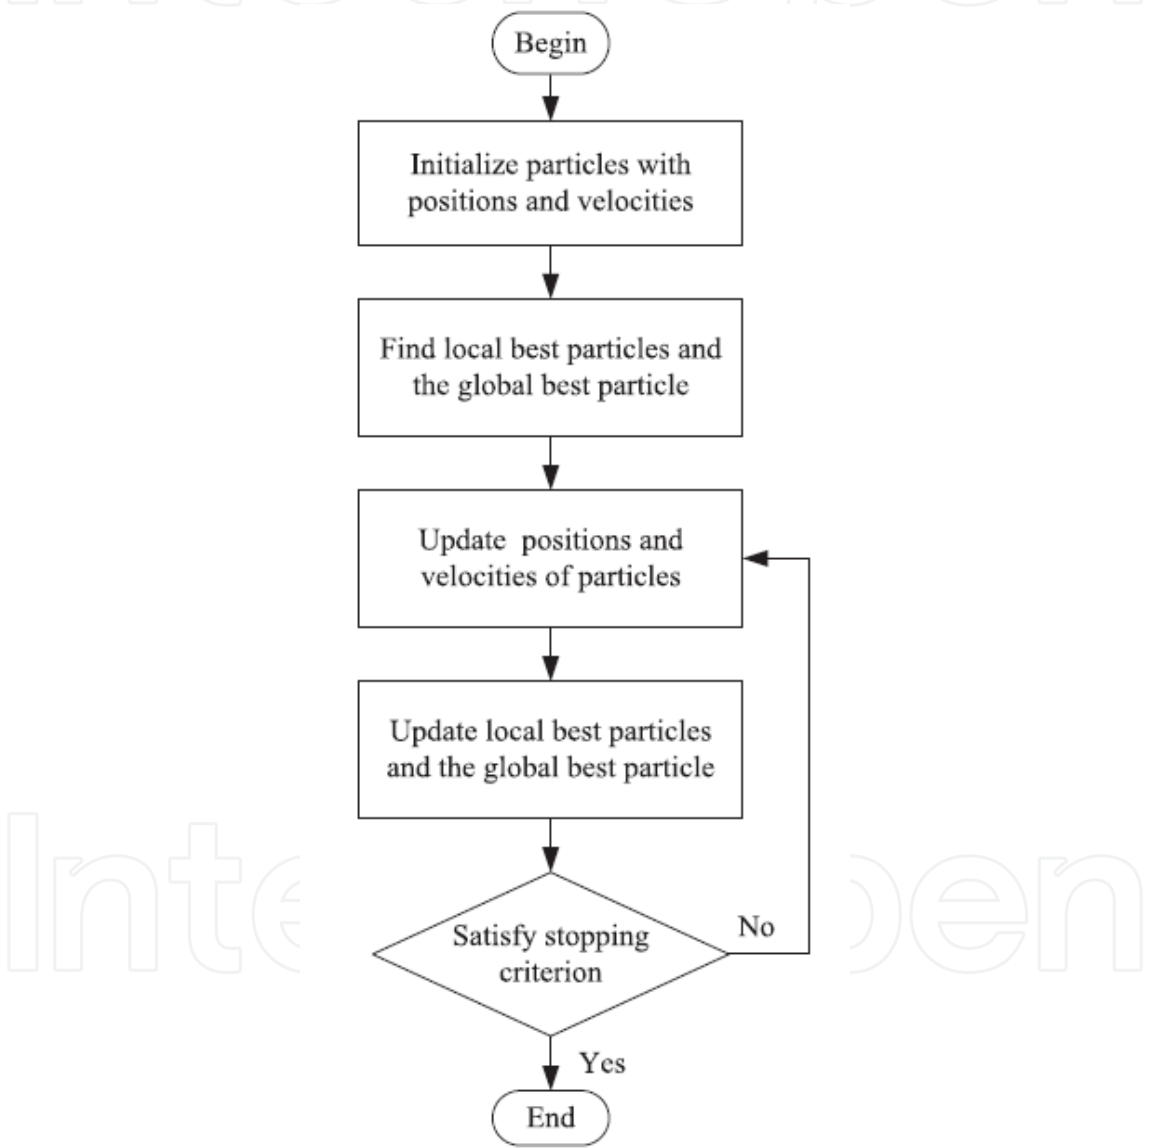 Begin
Initialize particles with
positions and velocities
Find local best particles and
the global best particle
Update positions and
velocities of particles
Update local best particles
and the global best particle
Satisfy stopping
criterion
No
Yes
End